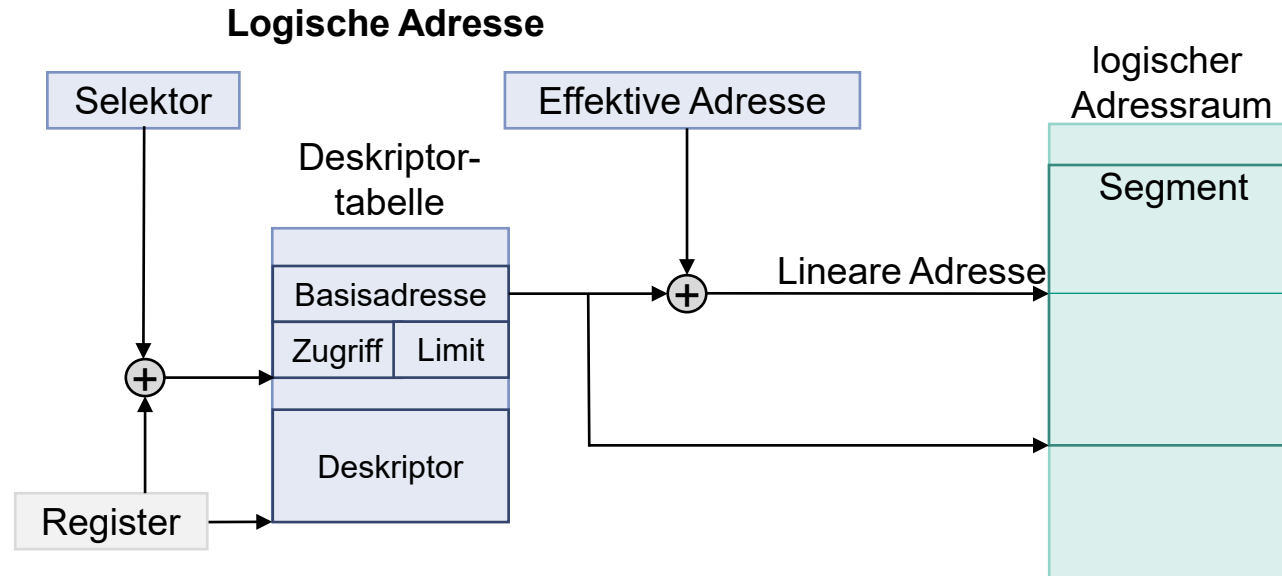 Logische Adresse
Selektor
Effektive Adresse
logischer
Adressraum
Deskriptor-
tabelle
Segment
Basisadresse
Lineare Adresse
Zugriff
Limit
+
+
Deskriptor
Register